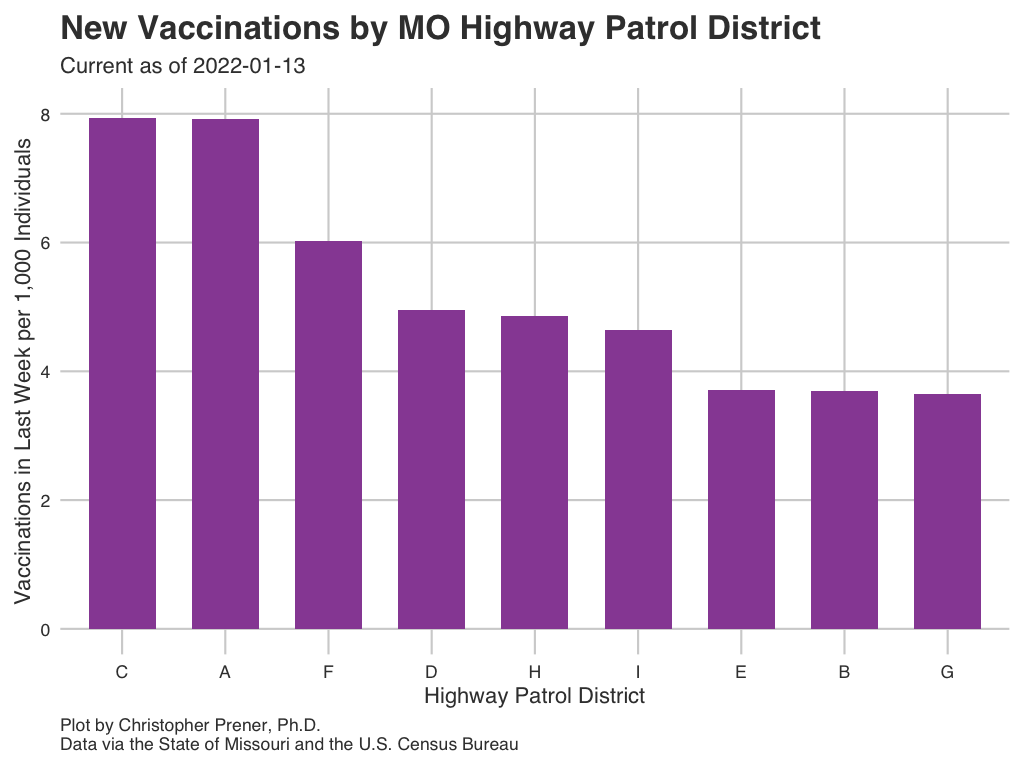 New Vaccinations by MO Highway Patrol District
Current as of 2022-01-13
Vaccinations in Last Week per 1,000 Individuals
8
6
4
2
0
C A F D H I E B G
Highway Patrol District
Plot by Christopher Prener, Ph.D.
Data via the State of Missouri and the U.S. Census Bureau